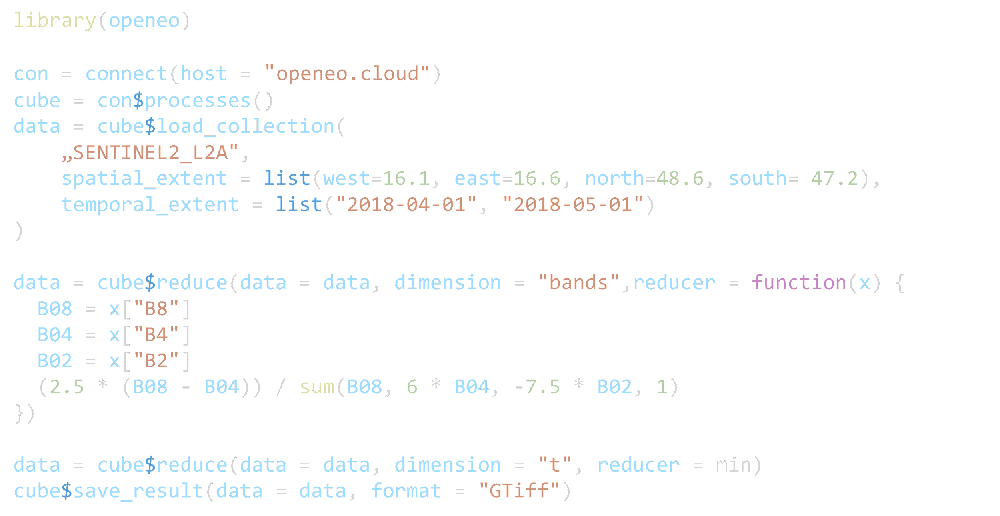 library(openeo)

con = connect(host = "openeo.cloud")
cube = con$processes()
data = cube$load_collection(
    „SENTINEL2_L2A",
    spatial_extent = list(west=16.1, east=16.6, north=48.6, south= 47.2),
    temporal_extent = list("2018-04-01", "2018-05-01")
)

data = cube$reduce(data = data, dimension = "bands",reducer = function(x) {
  B08 = x["B8"]
  B04 = x["B4"]
  B02 = x["B2"]
  (2.5 * (B08 - B04)) / sum(B08, 6 * B04, -7.5 * B02, 1)
})

data = cube$reduce(data = data, dimension = "t", reducer = min)
cube$save_result(data = data, format = "GTiff")